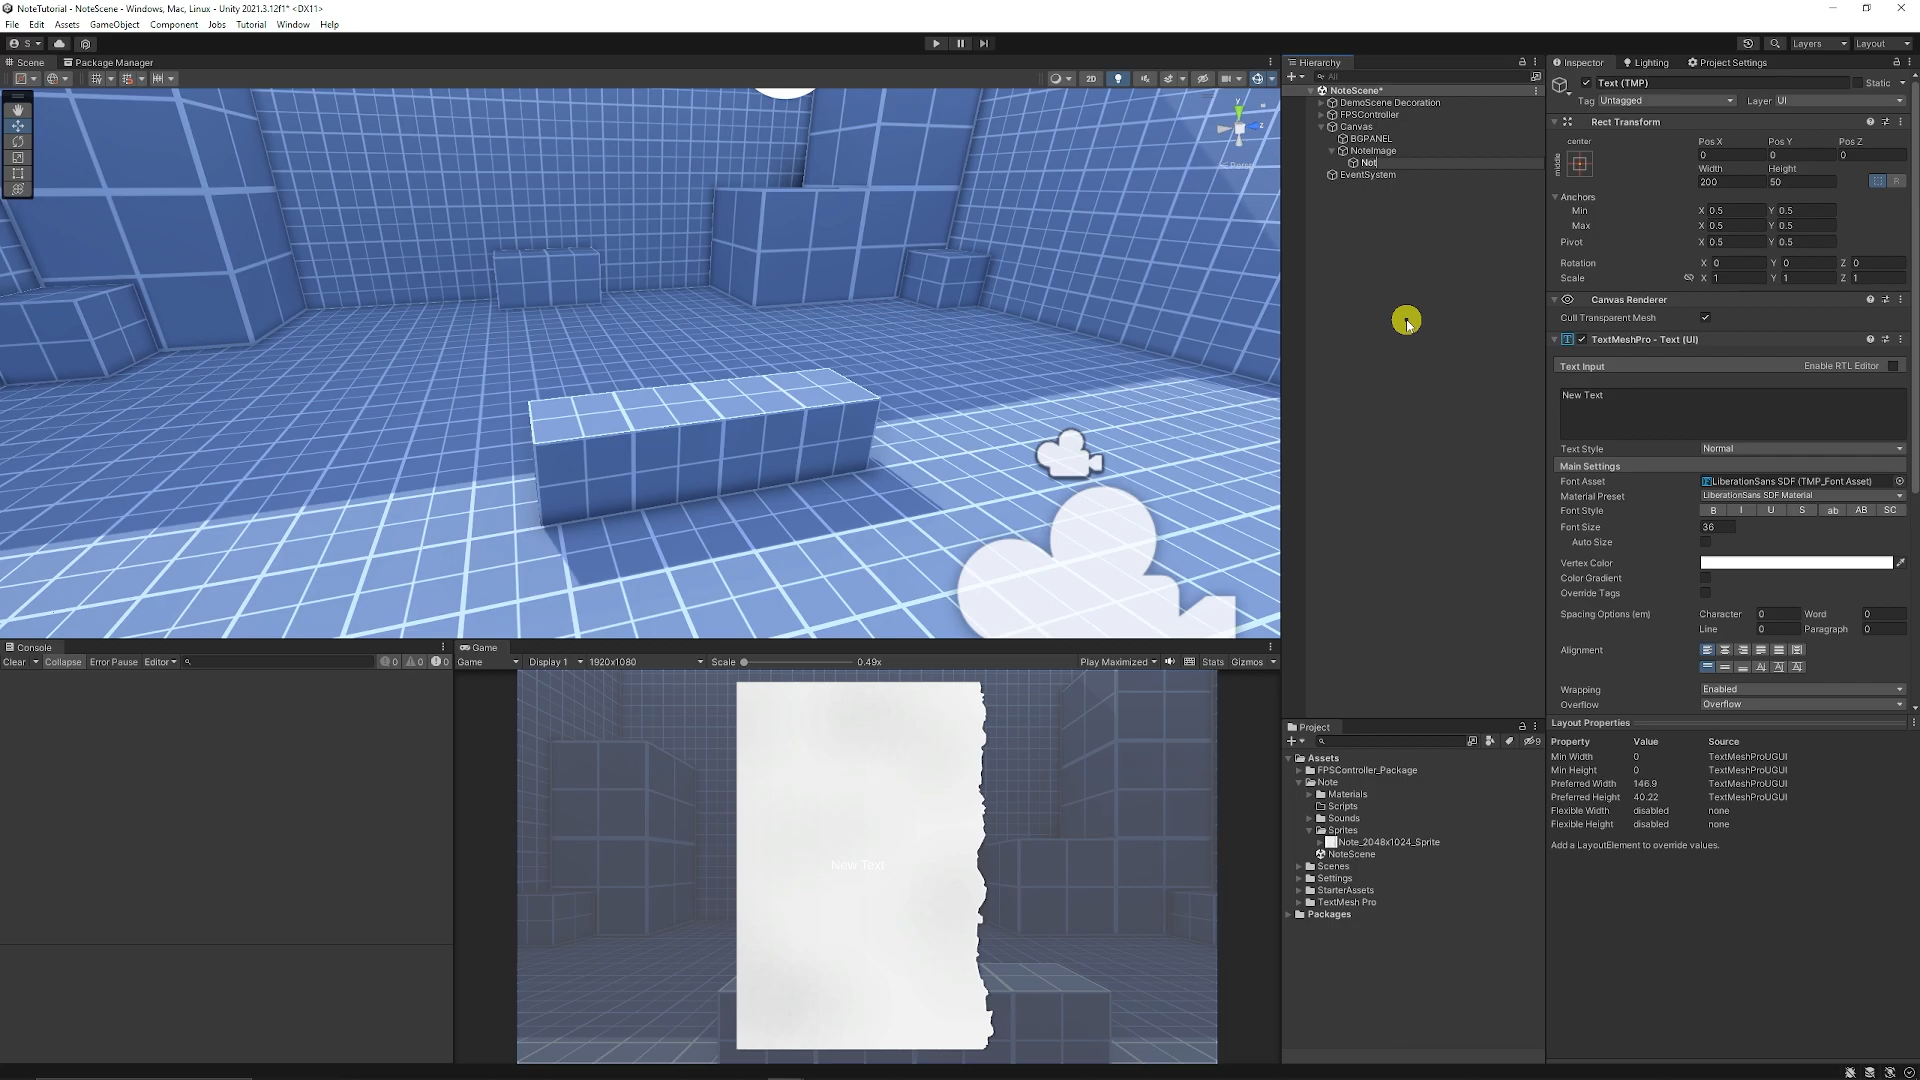 NoteTutorial - NoteScene - Windows, Mac, Linux - Unity 2021.3.12f1* <DX11>
File Edit Assets GameObject Component Jobs Tutorial Window Help
S
Layers Layout
Scene Package Manager
2D
y
z
< Persp
Console
Clear Collapse Error Pause Editor 0 0 0
Game
Game Display 1 1920x1080 Scale 0.49x Play Maximized Stats Gizmos
New Text
Hierarchy
All
NoteScene*
DemoScene Decoration
FPSController
Canvas
BGPANEL
NoteImage
Not
EventSystem
Project
9
Assets
FPSController_Package
Note
Materials
Scripts
Sounds
Sprites
Note_2048x1024_Sprite
NoteScene
Scenes
Settings
StarterAssets
TextMesh Pro
Packages
Inspector Lighting Project Settings
Text (TMP) Static
Tag Untagged Layer UI
Rect Transform
center Pos X Pos Y Pos Z
middle 0 0 0
Width Height
200 50 R
Anchors
Min X 0.5 Y 0.5
Max X 0.5 Y 0.5
Pivot X 0.5 Y 0.5
Rotation X 0 Y 0 Z 0
Scale X 1 Y 1 Z 1
Canvas Renderer
Cull Transparent Mesh
TextMeshPro - Text (UI)
Text Input Enable RTL Editor
New Text
Text Style Normal
Main Settings
Font Asset LiberationSans SDF (TMP_Font Asset)
Material Preset LiberationSans SDF Material
Font Style B I U S ab AB SC
Font Size 36
Auto Size
Vertex Color
Color Gradient
Override Tags
Spacing Options (em) Character 0 Word 0
Line 0 Paragraph 0
Alignment
Wrapping Enabled
Overflow Overflow
Layout Properties
Property Value Source
Min Width 0 TextMeshProUGUI
Min Height 0 TextMeshProUGUI
Preferred Width 146.9 TextMeshProUGUI
Preferred Height 40.22 TextMeshProUGUI
Flexible Width disabled none
Flexible Height disabled none
Add a LayoutElement to override values.